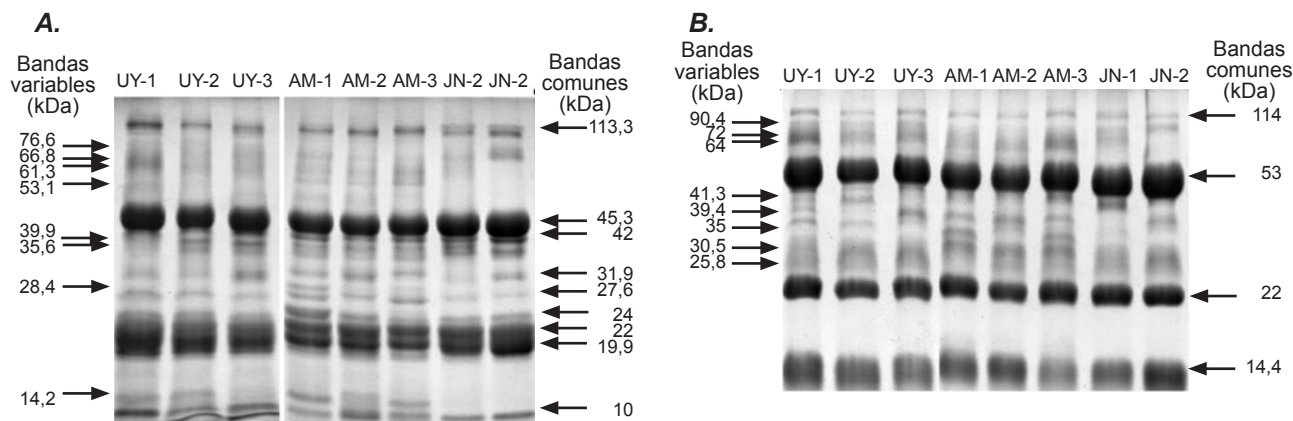 A.
Bandas
variables
(kDa)
UY-1 UY-2 UY-3 AM-1 AM-2 AM-3 JN-2 JN-2
Bandas
comunes
(kDa)
76,6
66,8
61,3
53,1
39,9
35,6
28,4
14,2
113,3
45,3
42
31,9
27,6
24
22
19,9
10
B.
Bandas
variables
(kDa)
UY-1 UY-2 UY-3 AM-1 AM-2 AM-3 JN-1 JN-2
Bandas
comunes
(kDa)
90,4
72
64
41,3
39,4
35
30,5
25,8
114
53
22
14,4